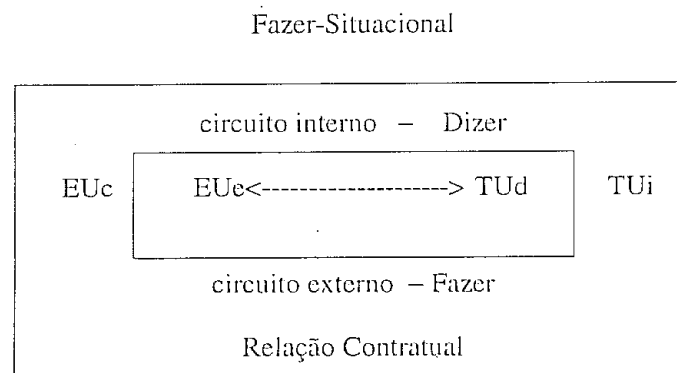 Fazer-Situacional
circuito interno – Dizer
EUc EUe<--------------------> TUd TUi
circuito externo – Fazer
Relação Contratual